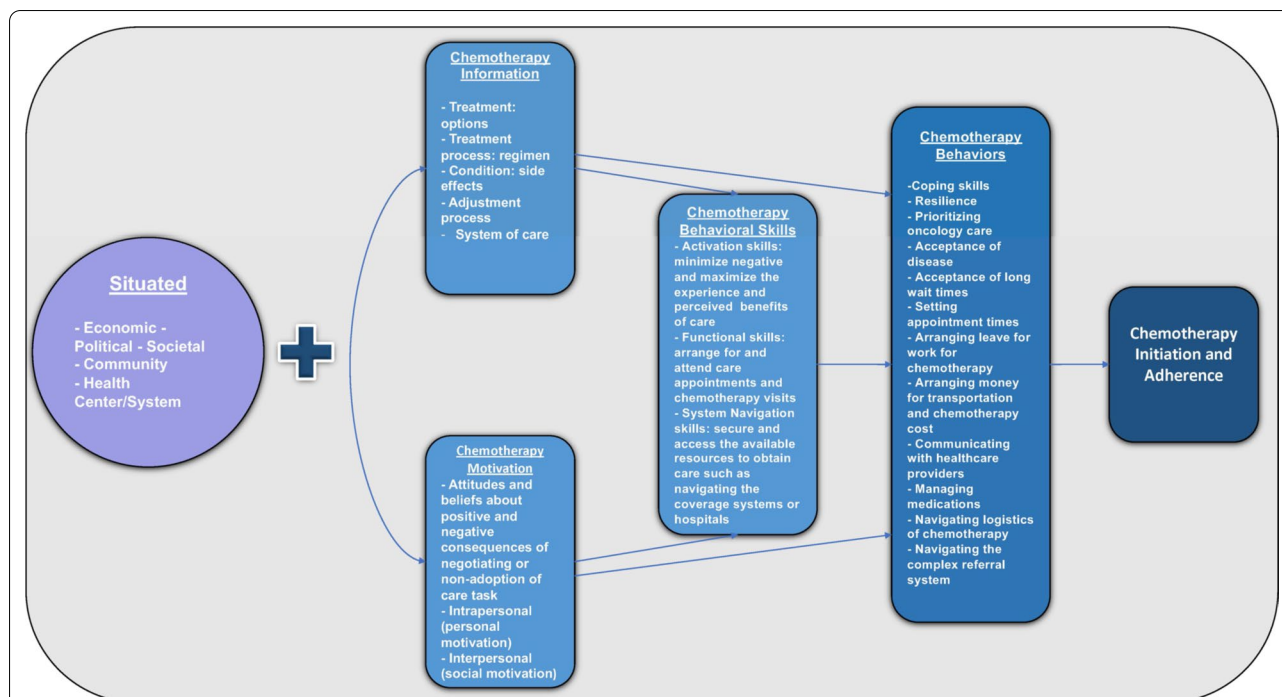 Situated
- Economic -
Political - Societal
- Community
- Health
Center/System
Chemotherapy
Information
- Treatment:
options
- Treatment
process: regimen
- Condition: side
effects
- Adjustment
process
- System of care
Chemotherapy
Motivation
- Attitudes and
beliefs about
positive and
negative
consequences of
negotiating or
non-adoption of
care task
- Intrapersonal
(personal
motivation)
- Interpersonal
(social motivation)
Chemotherapy
Behavioral Skills
- Activation skills:
minimize negative
and maximize the
experience and
perceived benefits
of care
- Functional skills:
arrange for and
attend care
appointments and
chemotherapy visits
- System Navigation
skills: secure and
access the available
resources to obtain
care such as
navigating the
coverage systems or
hospitals
Chemotherapy
Behaviors
-Coping skills
- Resilience
- Prioritizing
oncology care
- Acceptance of
disease
- Acceptance of long
wait times
- Setting
appointment times
- Arranging leave for
work for
chemotherapy
- Arranging money
for transportation
and chemotherapy
cost
- Communicating
with healthcare
providers
- Managing
medications
- Navigating logistics
of chemotherapy
- Navigating the
complex referral
system
Chemotherapy
Initiation and
Adherence